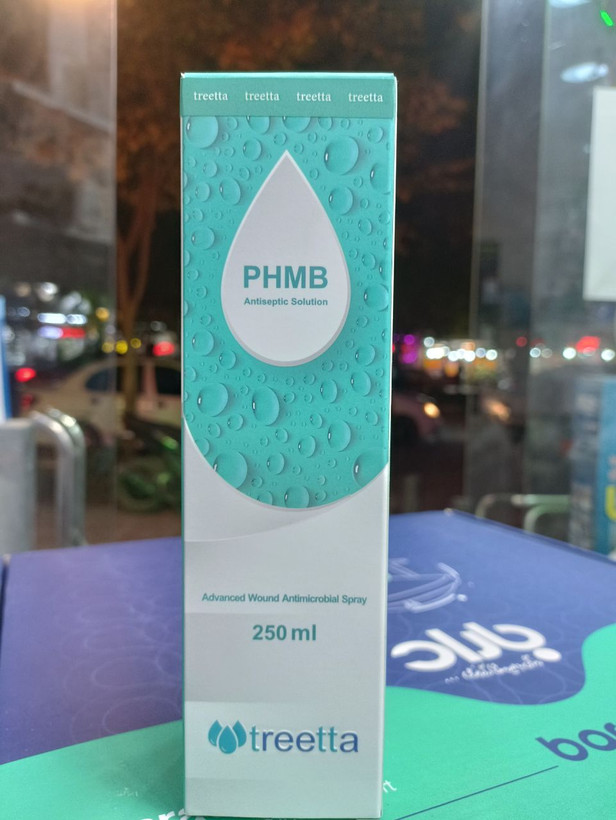 treetta treetta treetta treetta
PHMB
Antiseptic Solution
Advanced Wound Antimicrobial Spray
250 ml
treetta